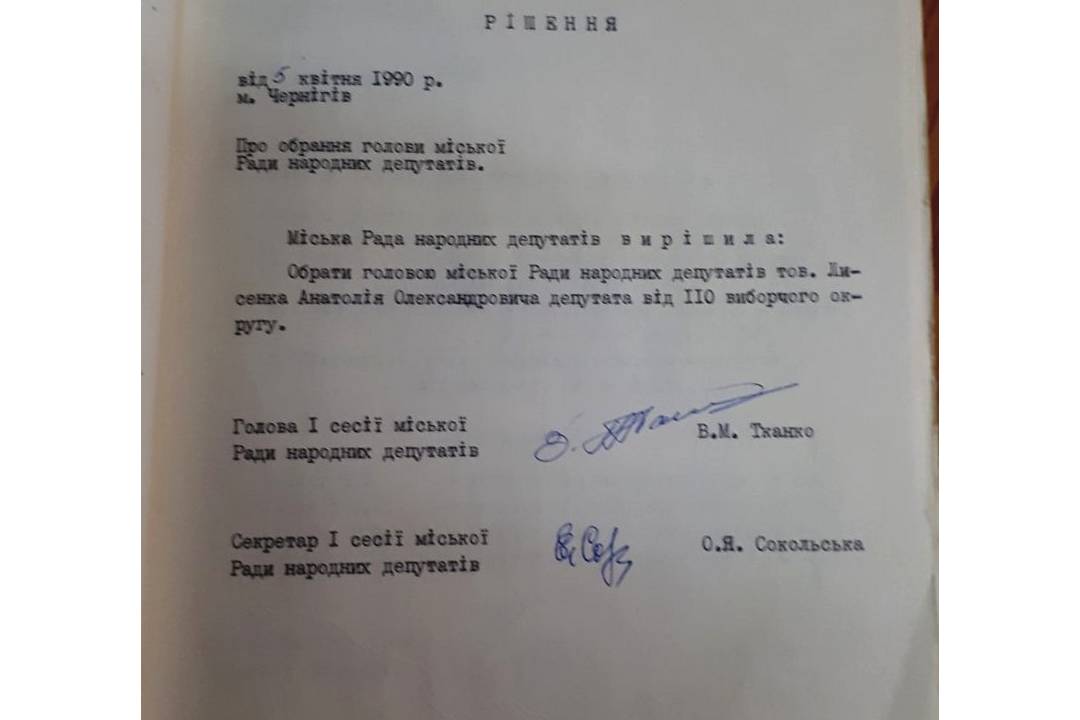 Р І Ш Е Н Н Я
від 5 квітня 1990 р.
м. Чернігів
Про обрання голови міської
Ради народних депутатів.
Міська Рада народних депутатів в и р і ш и л а:
Обрати головою міської Ради народних депутатів тов. Ли-
сенка Анатолія Олександровича депутата від 110 виборчого ок-
ругу.
Голова I сесії міської
Ради народних депутатів
В.М. Тканко
Секретар I сесії міської
Ради народних депутатів
О.Я. Сокольська